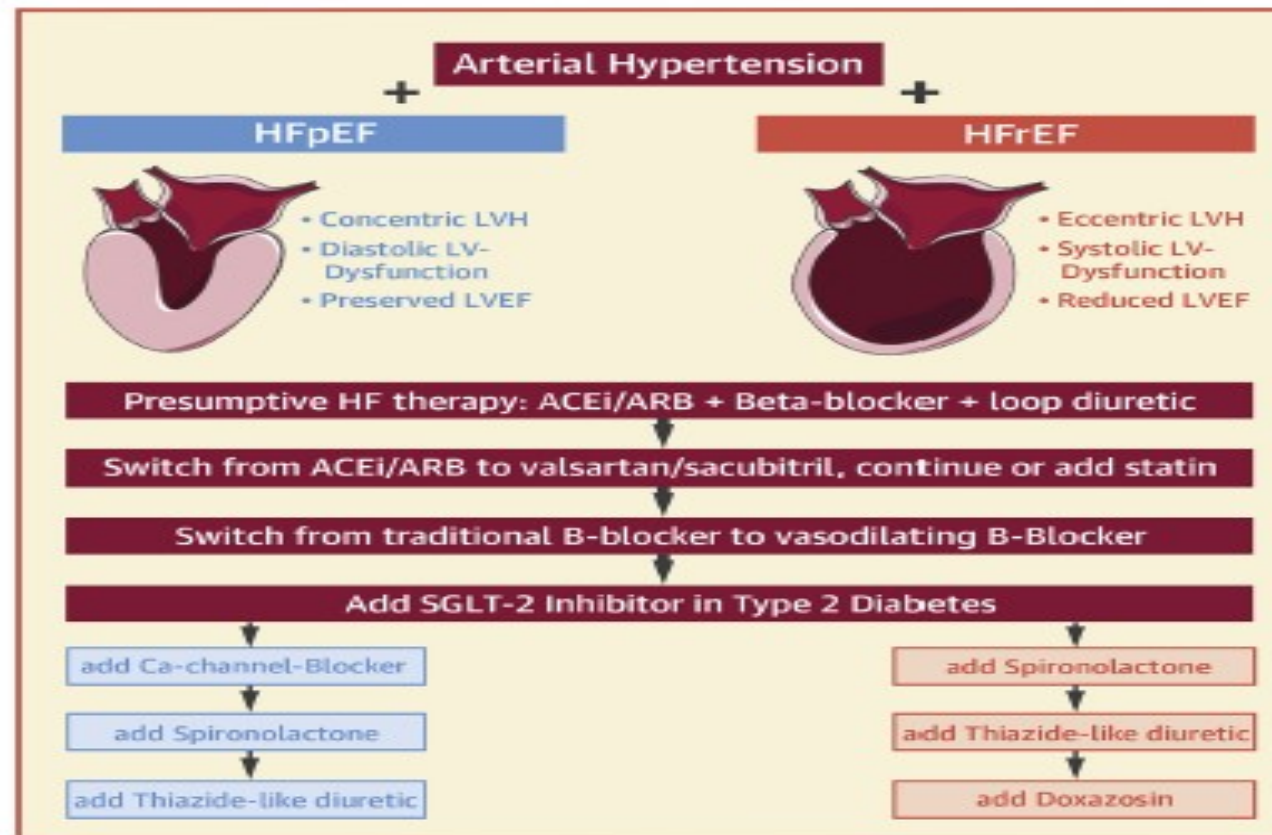 Arterial Hypertension
+ +
HFpEF
• Concentric LVH
• Diastolic LV-
Dysfunction
• Preserved LVEF
HFrEF
• Eccentric LVH
• Systolic LV-
Dysfunction
• Reduced LVEF
Presumptive HF therapy: ACEi/ARB + Beta-blocker + loop diuretic
Switch from ACEi/ARB to valsartan/sacubitril, continue or add statin
Switch from traditional B-blocker to vasodilating B-Blocker
Add SGLT-2 Inhibitor in Type 2 Diabetes
add Ca-channel-Blocker
add Spironolactone
add Thiazide-like diuretic
add Spironolactone
add Thiazide-like diuretic
add Doxazosin